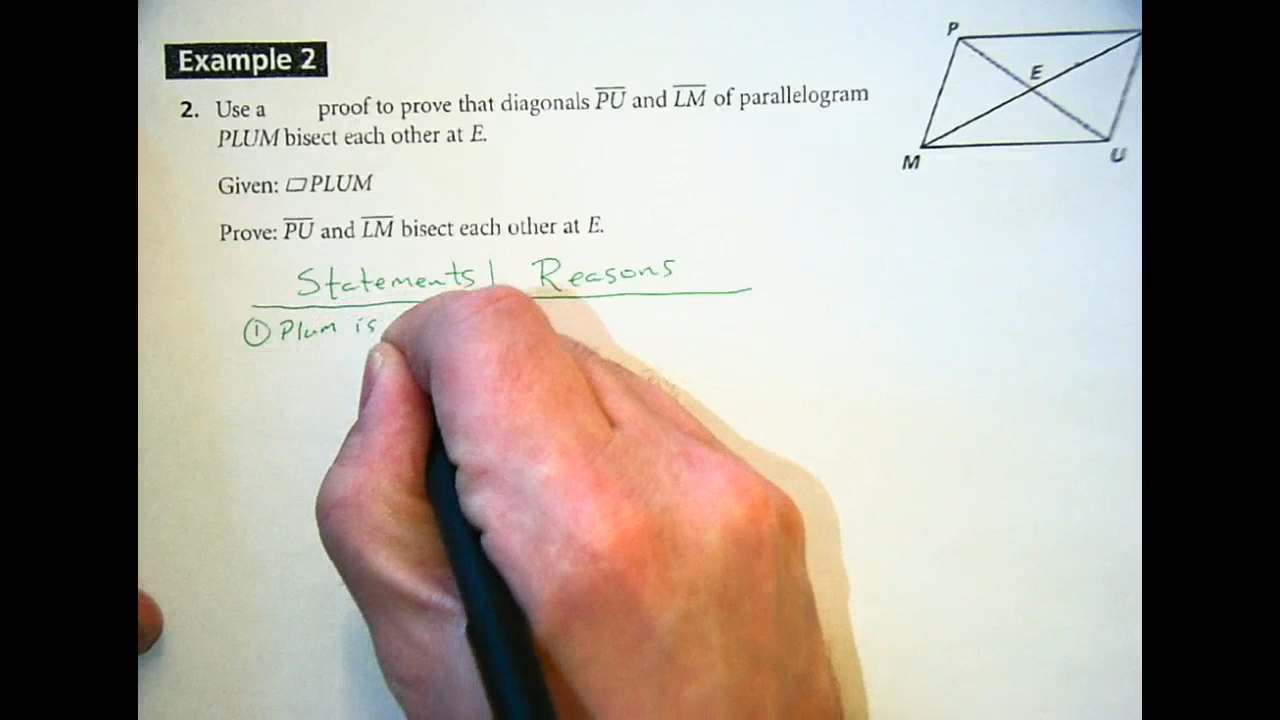 Example 2
2. Use a proof to prove that diagonals PU and LM of parallelogram
PLUM bisect each other at E.
Given: ▱PLUM
Prove: PU and LM bisect each other at E.
Statements | Reasons
① Plum is
P
E
M
U